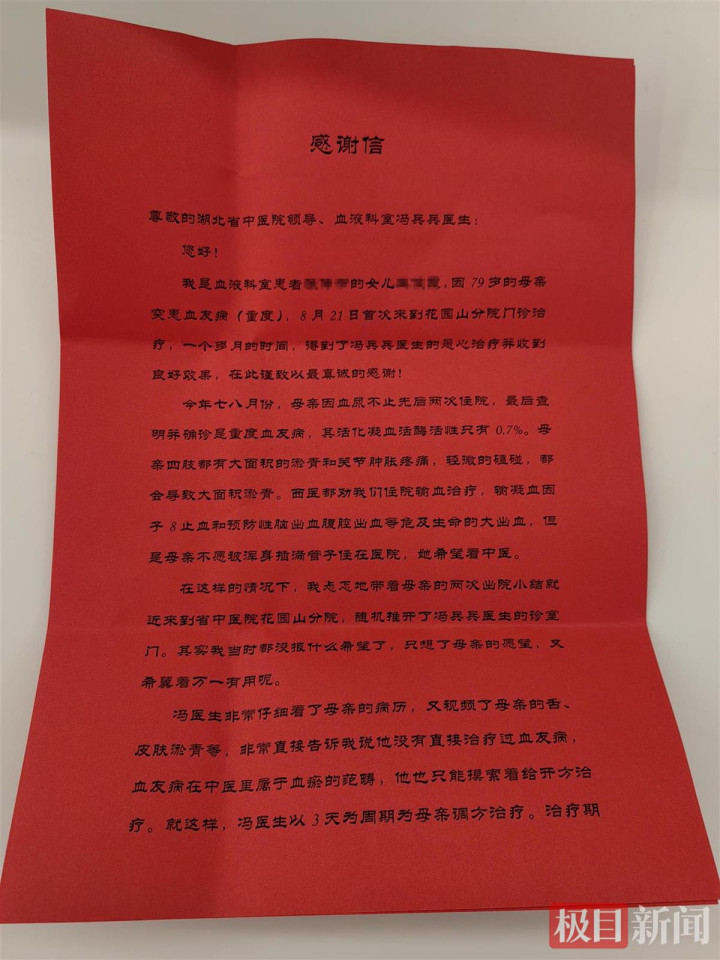 感谢信
尊敬的湖北省中医院领导、血液科室冯兵兵医生：
您好！
我是血液科室患者的女儿，因 79 岁的母亲
突患血友病（重度），8 月 21 日首次来到花园山分院门诊治
疗，一个多月的时间，得到了冯兵兵医生的悉心治疗并收到
良好效果，在此谨致以最真诚的感谢！
今年七八月份，母亲因血尿不止先后两次住院，最后查
明并确诊是重度血友病，其活化凝血活酶活性只有 0.7%。母
亲四肢都有大面积的淤青和关节肿胀疼痛，轻微的磕碰，都
会导致大面积淤青。西医都劝我们住院输血治疗，输凝血因
子 8 止血和预防性脑出血腹腔出血等危及生命的大出血，但
是母亲不愿被浑身插满管子住在医院，她希望看中医。
在这样的情况下，我忐忑地带着母亲的两次出院小结就
近来到省中医院花园山分院，随机推开了冯兵兵医生的诊室
门。其实我当时都没报什么希望了，只想了母亲的愿望，又
希冀着万一有用呢。
冯医生非常仔细看了母亲的病历，又视频了母亲的舌、
皮肤淤青等，非常直接告诉我说他没有直接治疗过血友病，
血友病在中医里属于血瘀的范畴，他也只能摸索着给开方治
疗。就这样，冯医生以 3 天为周期为母亲调方治疗。治疗期
极目新闻